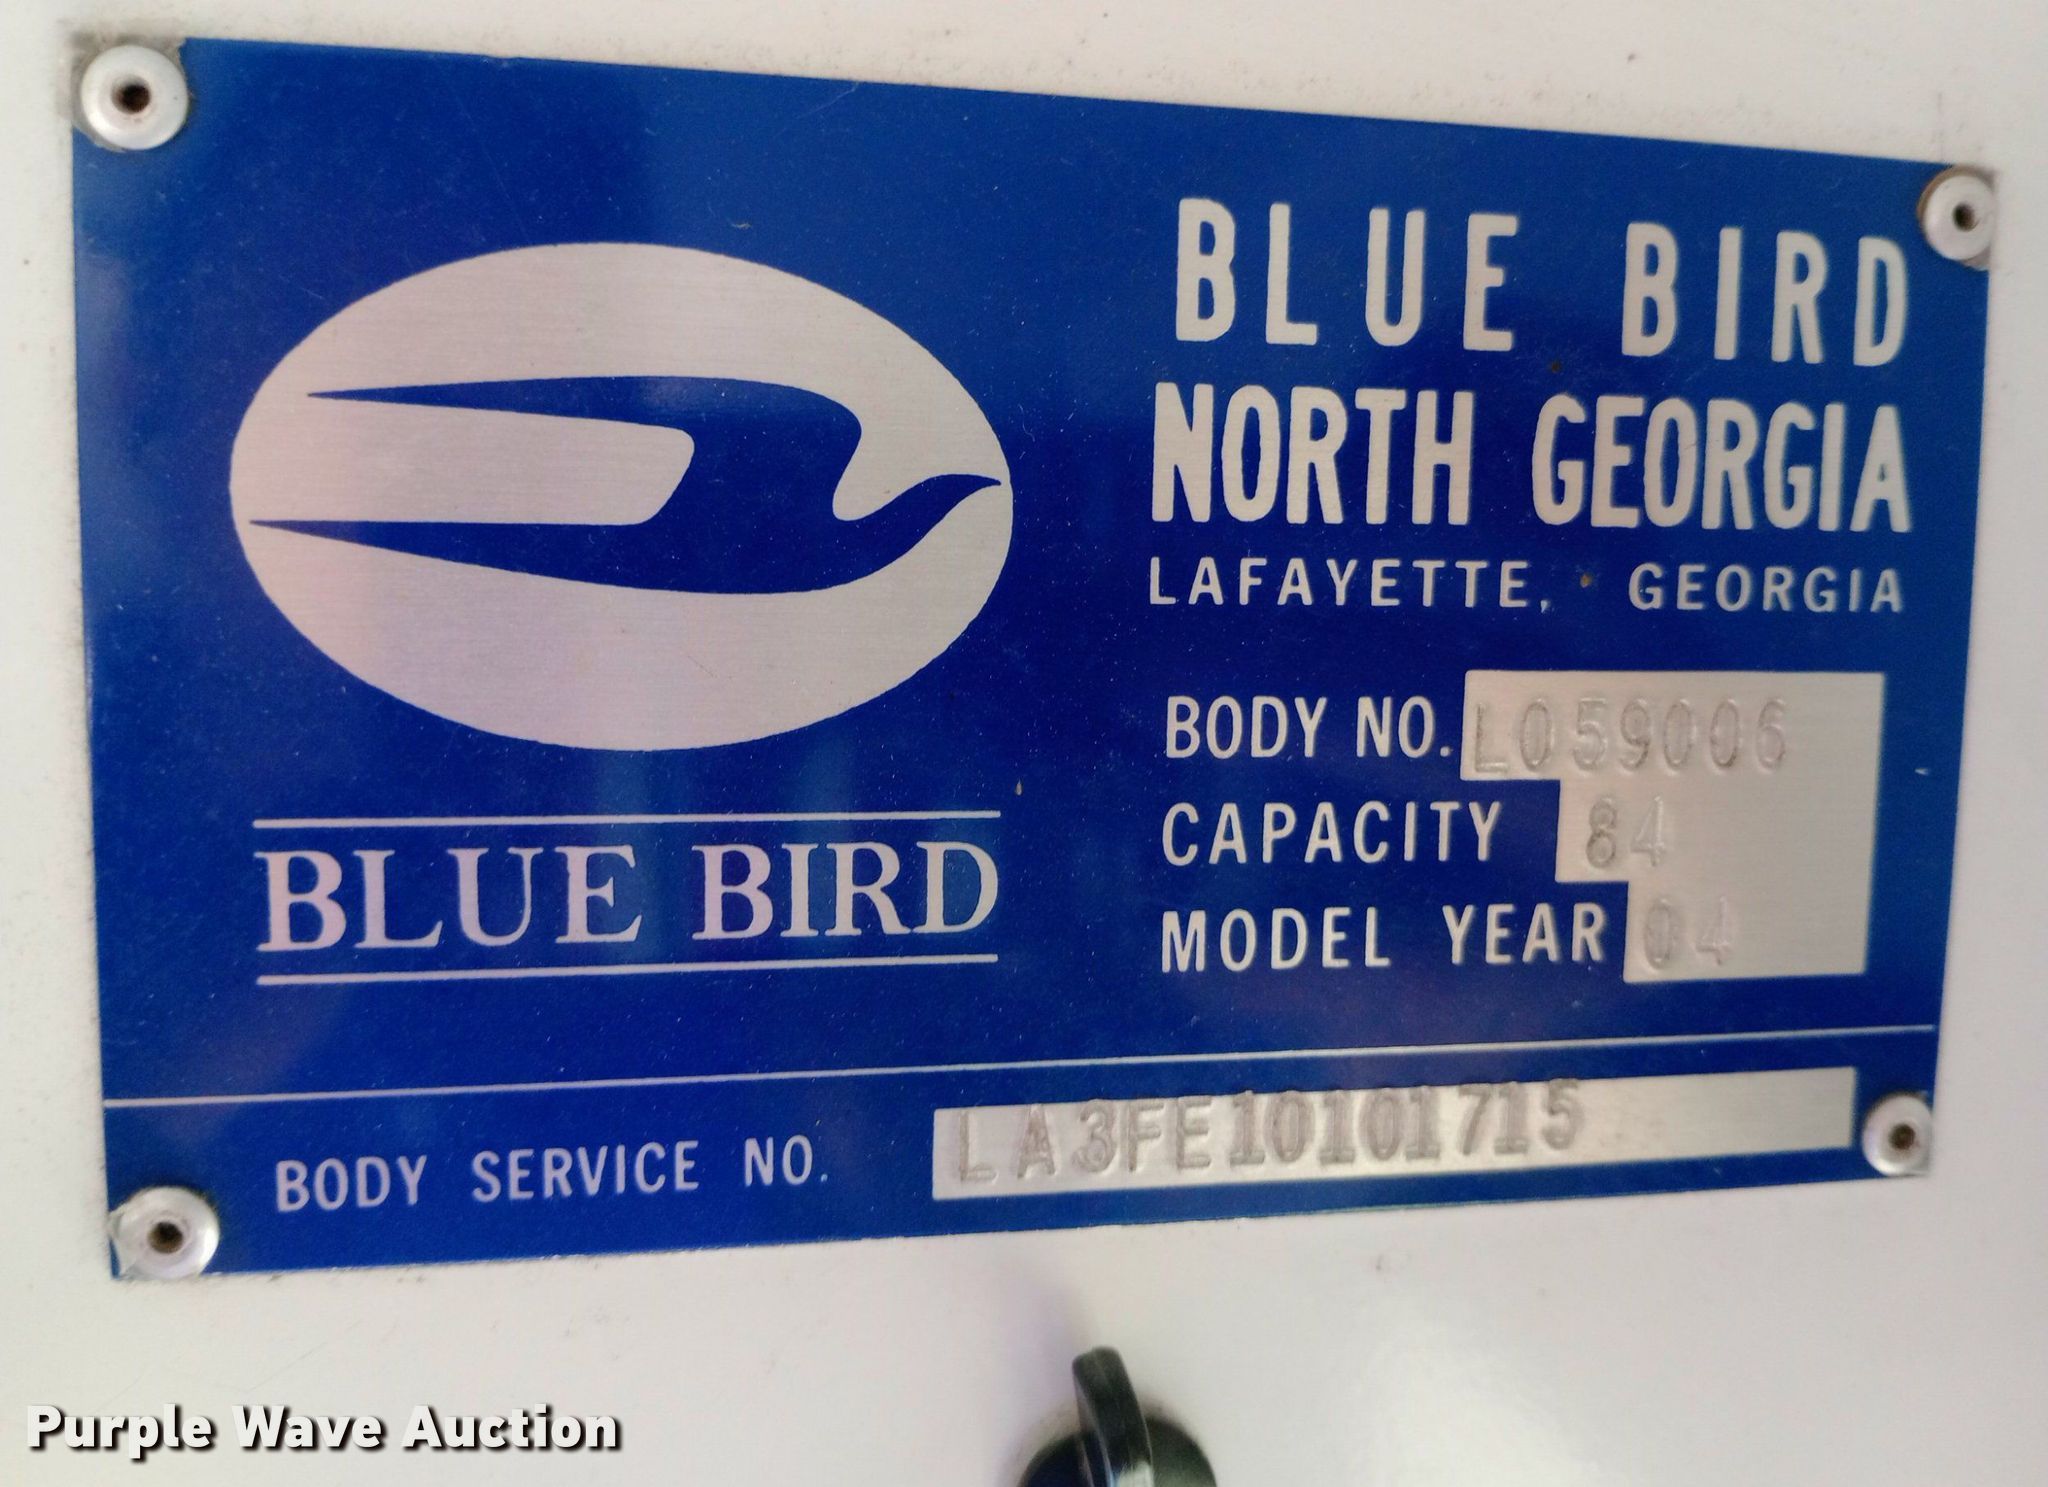 BLUE BIRD
NORTH GEORGIA
LAFAYETTE, GEORGIA
BODY NO. L059006
CAPACITY 84
MODEL YEAR 04
BLUE BIRD
BODY SERVICE NO. LA3FE10101715
Purple Wave Auction